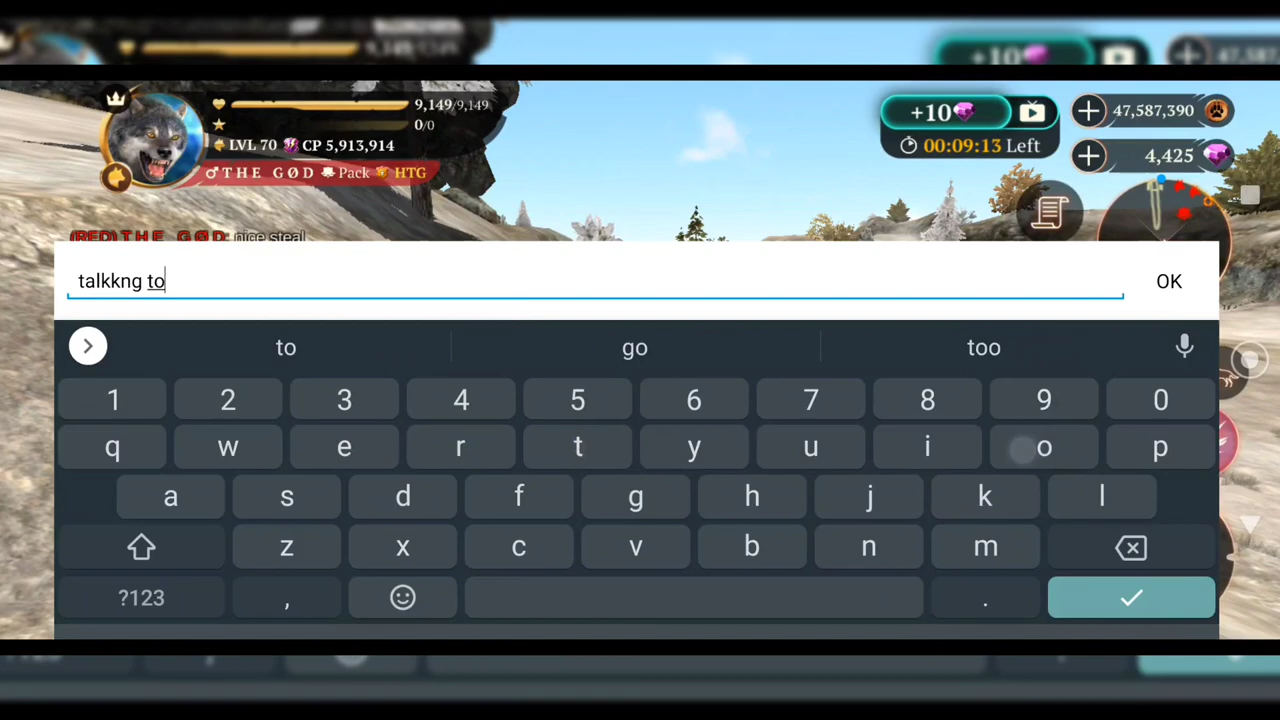 9,149/9,149
0/0
LVL 70 CP 5,913,914
♂ T H E G Ø D Pack HTG
+10
00:09:13 Left
47,587,390
4,425
(RED) T H E G Ø D: nice steal
talkkng to
OK
to go too
1 2 3 4 5 6 7 8 9 0
q w e r t y u i o p
a s d f g h j k l
z x c v b n m
?123 , .